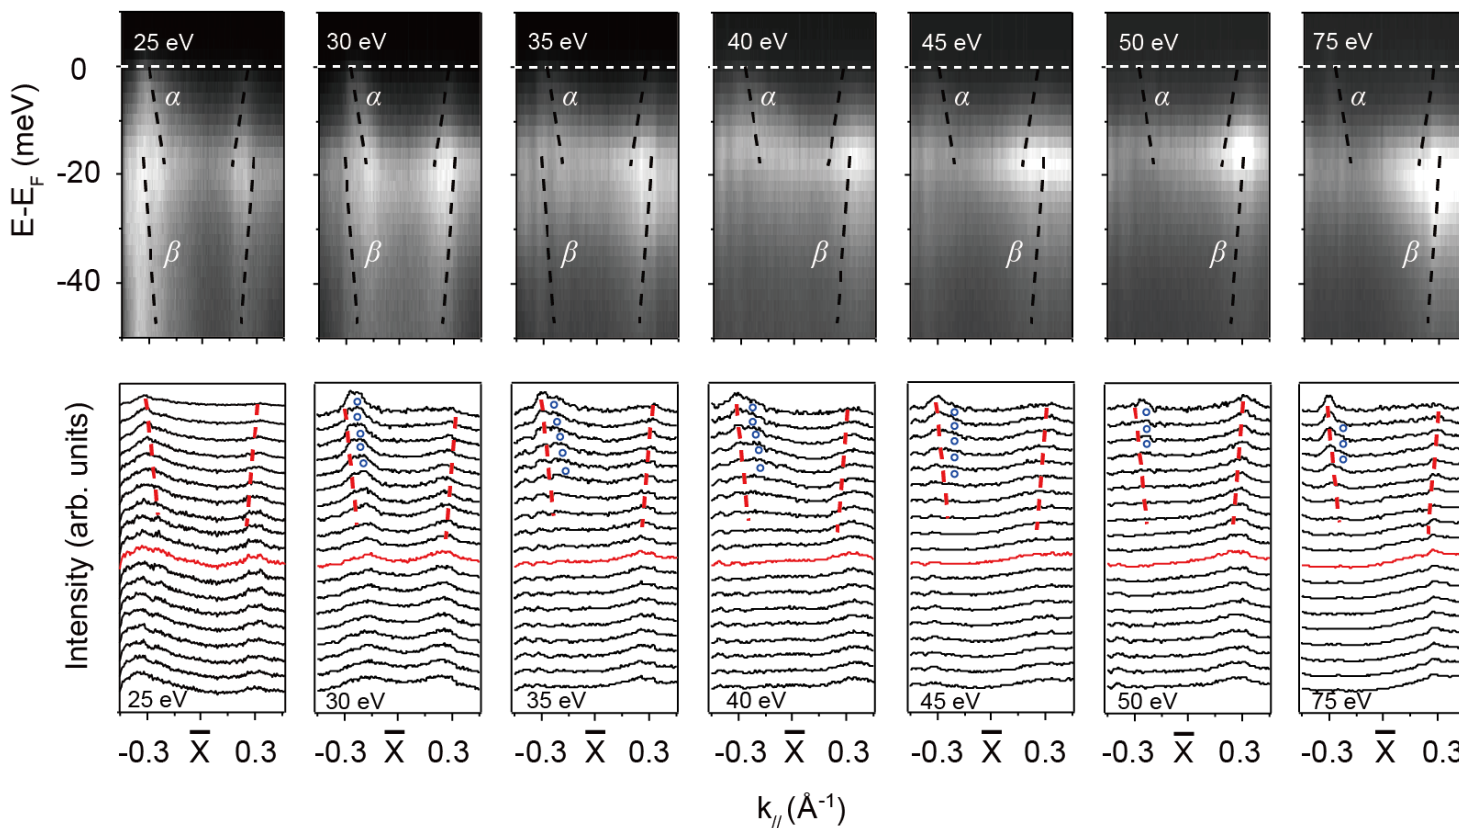 25 eV 30 eV 35 eV 40 eV 45 eV 50 eV 75 eV
E-E_F (meV)
0
-20
-40
α α α α α α α
β β β β β β β
Intensity (arb. units)
25 eV 30 eV 35 eV 40 eV 45 eV 50 eV 75 eV
-0.3 X̅ 0.3 -0.3 X̅ 0.3 -0.3 X̅ 0.3 -0.3 X̅ 0.3 -0.3 X̅ 0.3 -0.3 X̅ 0.3 -0.3 X̅ 0.3
k_// (Å⁻¹)